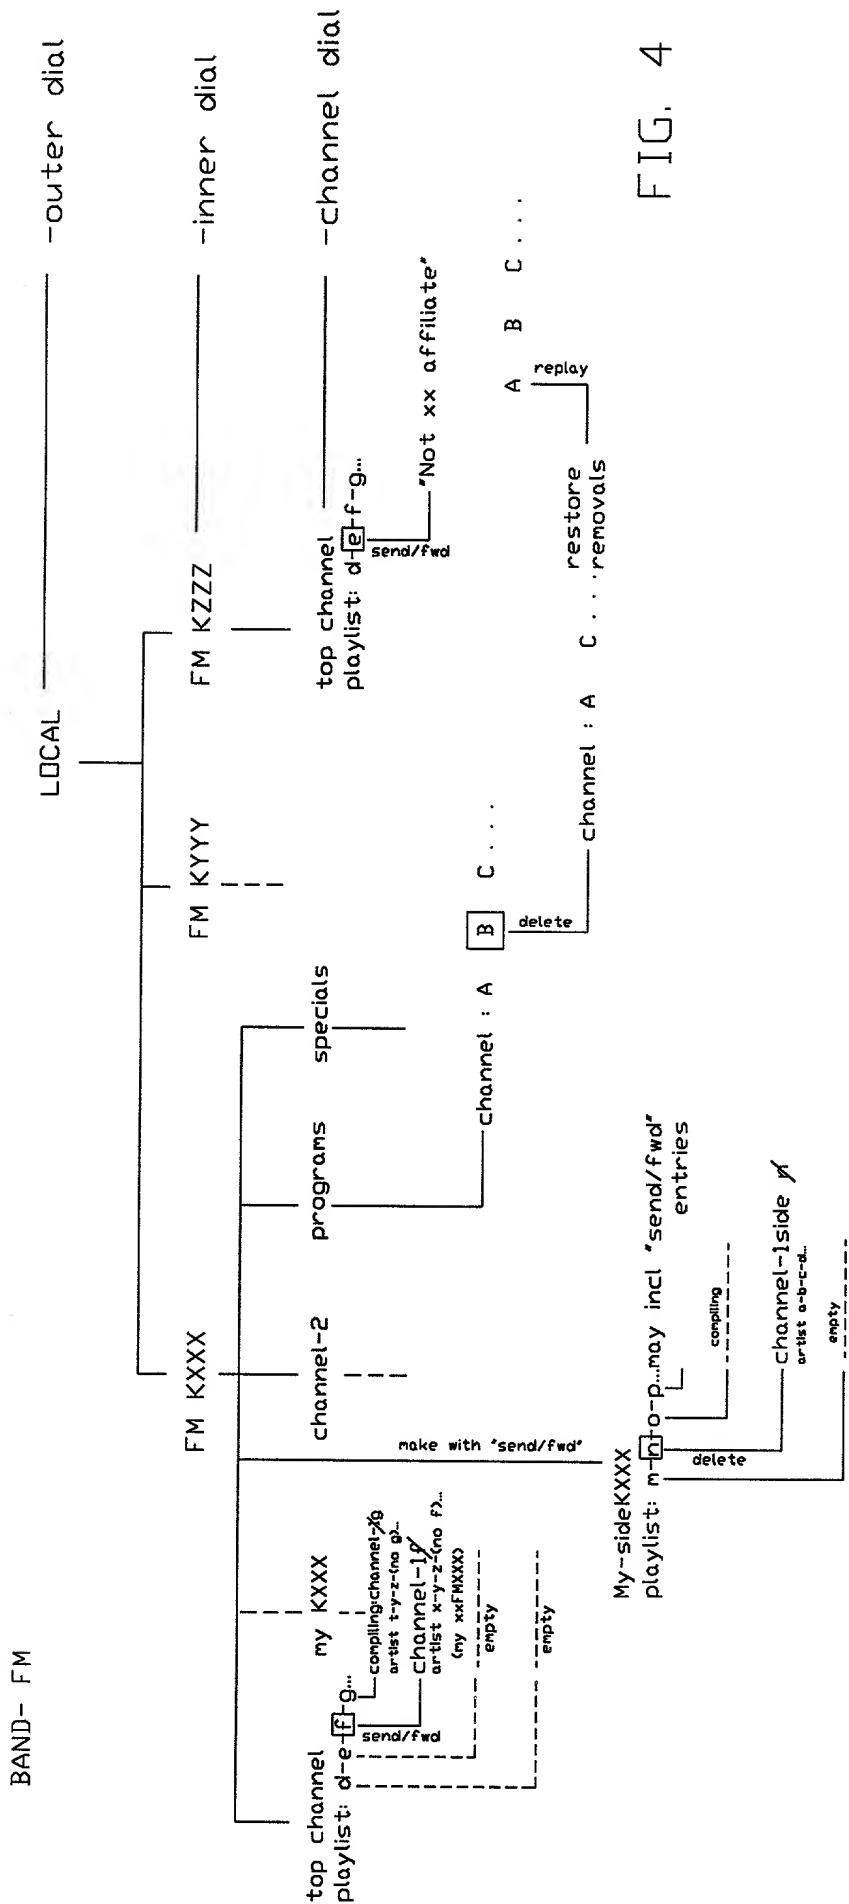 BAND- FM
LOCAL
-outer dial
FM KXXX
FM KYYY
FM KZZZ
-inner dial
top channel
playlist: d-e-f-g...
send/fwd
my KXXX
compiling:channel-1g
artist t-y-z-(no g)...
channel-1f
artist x-y-z-(no f)...
(my xxFMXXX)
empty
empty
make with "send/fwd"
channel-2
programs
specials
top channel
playlist: d-e-f-g...
send/fwd
"Not xx affiliate"
-channel dial
channel : A B C ...
delete
channel : A C ...
restore
removals
replay
A B C ...
My-sideKXXX
playlist: m-n-o-p...may incl "send/fwd"
entries
compiling
delete
channel-1side n
artist a-b-c-d...
empty
FIG. 4